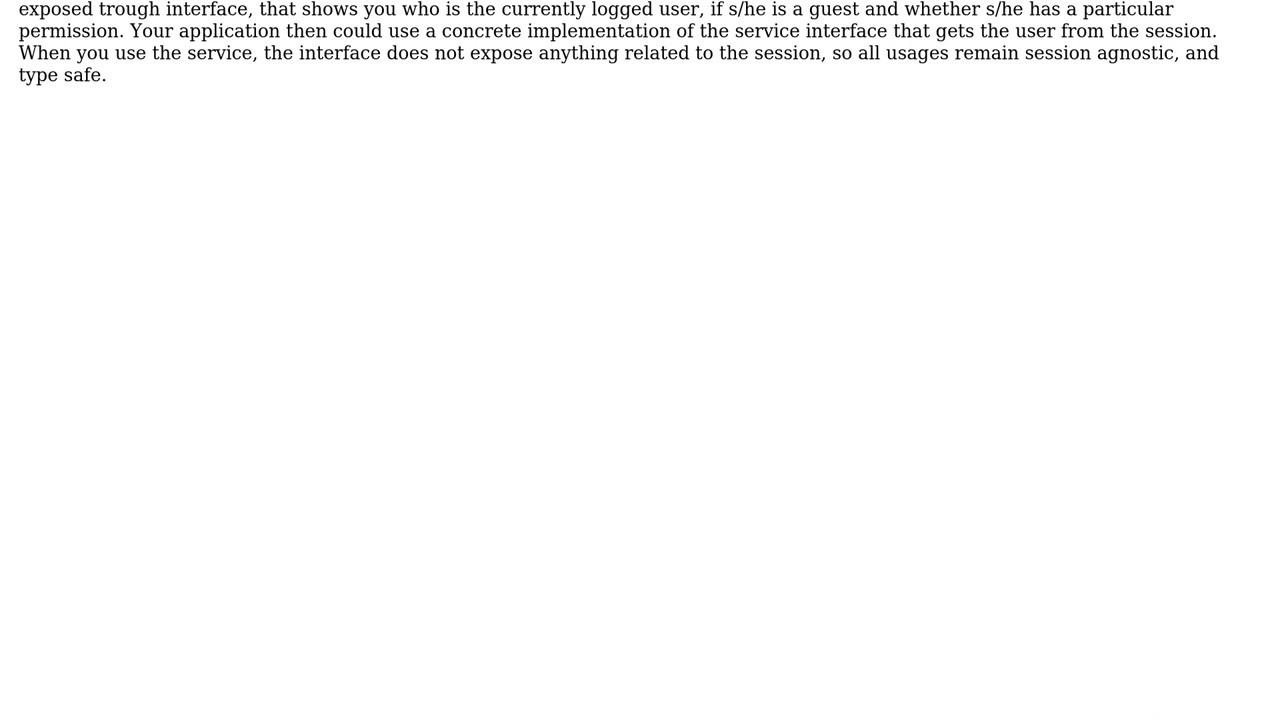 exposed trough interface, that shows you who is the currently logged user, if s/he is a guest and whether s/he has a particular
permission. Your application then could use a concrete implementation of the service interface that gets the user from the session.
When you use the service, the interface does not expose anything related to the session, so all usages remain session agnostic, and
type safe.